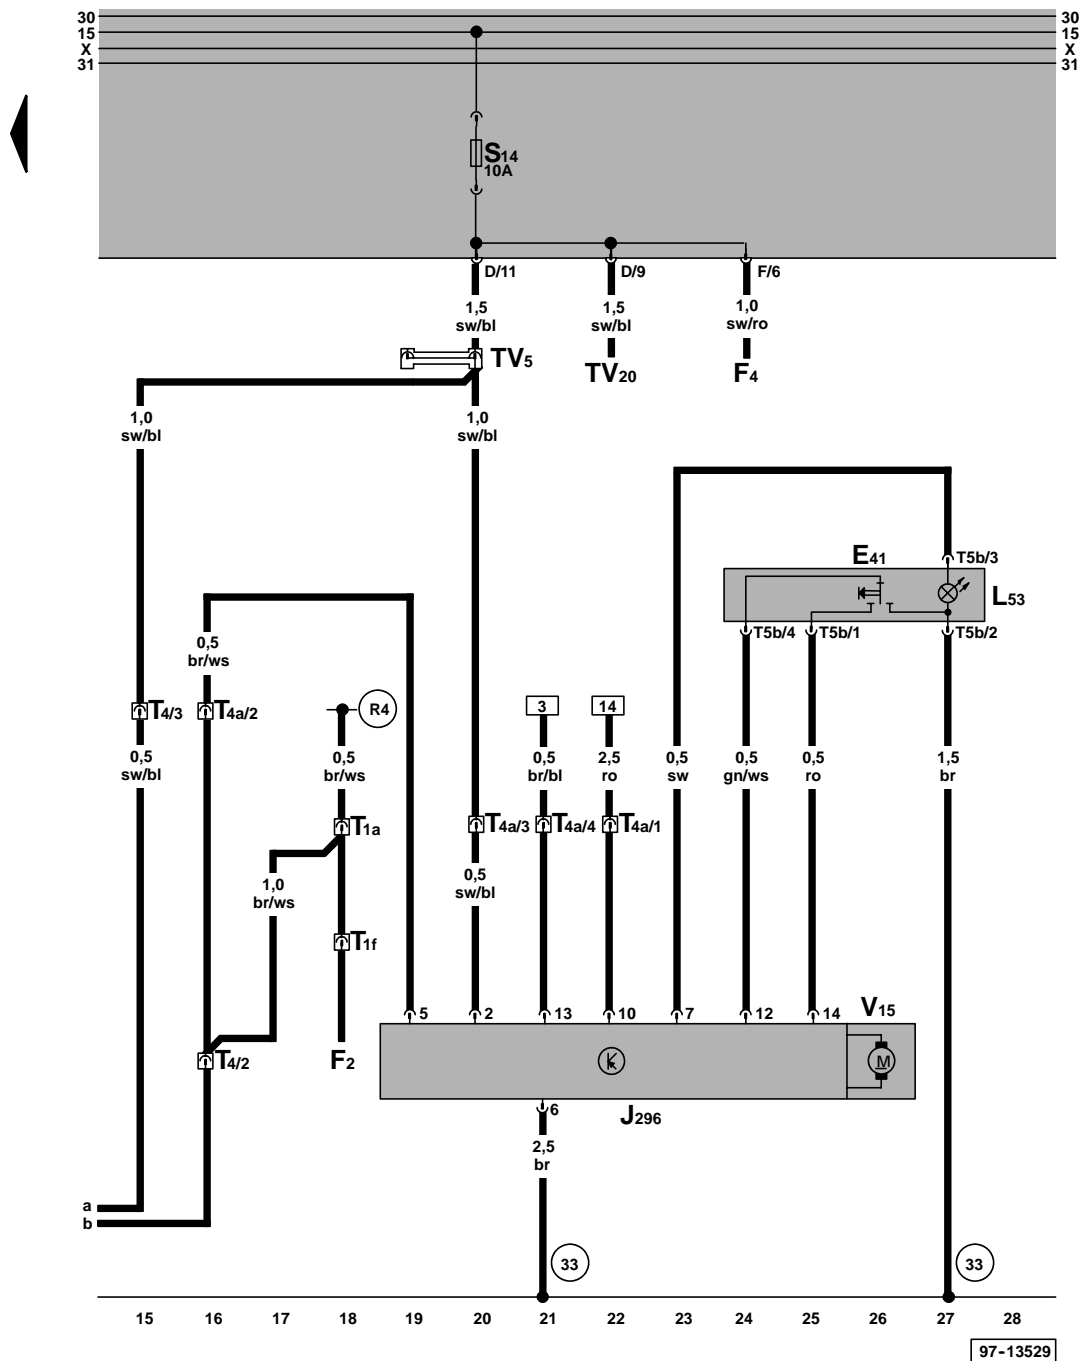 30 30
15 15
X X
31 31
S14
10A
D/11 D/9 F/6
1,5 1,5 1,0
sw/bl sw/bl sw/ro
TV5 TV20 F4
1,0 1,0
sw/bl sw/bl
E41 T5b/3
L53
T5b/4 T5b/1 T5b/2
0,5
br/ws
T4/3 T4a/2 R4 3 14
0,5 0,5 0,5 2,5 0,5 0,5 0,5 1,5
sw/bl br/ws br/bl ro sw gn/ws ro br
T1a T4a/3 T4a/4 T4a/1
1,0 0,5
br/ws sw/bl
T1f
5 2 13 10 7 12 14 V15
T4/2 F2 M
6 J296
2,5
br
a
b
33 33
15 16 17 18 19 20 21 22 23 24 25 26 27 28
97-13529